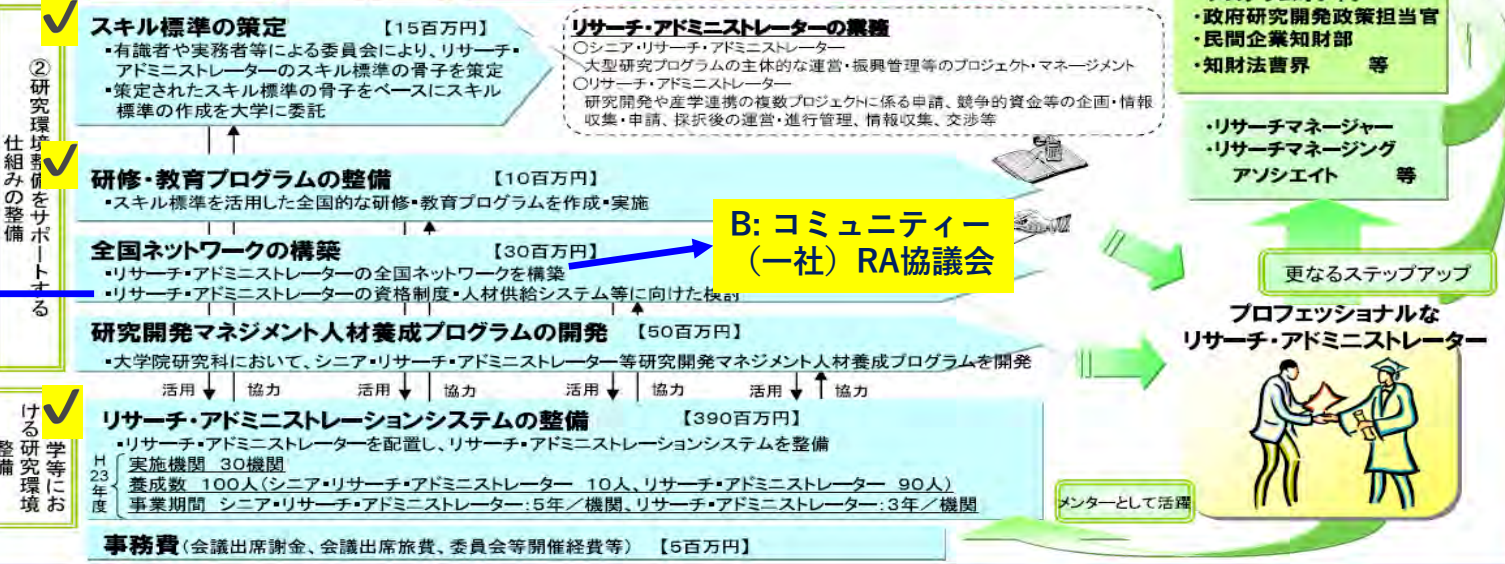 スキル標準の策定 【15百万円】
▪有識者や実務者等による委員会により、リサーチ・
アドミニストレーターのスキル標準の骨子を策定
▪策定されたスキル標準の骨子をベースにスキル
標準の作成を大学に委託
リサーチ・アドミニストレーターの業務
○シニア・リサーチ・アドミニストレーター
大型研究プログラムの主体的な運営・振興管理等のプロジェクト・マネージメント
○リサーチ・アドミニストレーター
研究開発や産学連携の複数プロジェクトに係る申請、競争的資金等の企画・情報
収集・申請、採択後の運営・進行管理、情報収集、交渉等
・政府研究開発政策担当官
・民間企業知財部
・知財法曹界 等
・リサーチマネージャー
・リサーチマネージング
アソシエイト 等
②研究環境整備をサポートする
仕組みの整備
研修・教育プログラムの整備 【10百万円】
▪スキル標準を活用した全国的な研修▪教育プログラムを作成▪実施
全国ネットワークの構築 【30百万円】
▪リサーチ・アドミニストレーターの全国ネットワークを構築
▪リサーチ・アドミニストレーターの資格制度▪人材供給システム等に向けた検討
B: コミュニティー
（一社）RA協議会
更なるステップアップ
プロフェッショナルな
リサーチ・アドミニストレーター
研究開発マネジメント人材養成プログラムの開発 【50百万円】
▪大学院研究科において、シニア▪リサーチ▪アドミニストレーター等研究開発マネジメント人材養成プログラムを開発
活用 協力 活用 協力 活用 協力 活用 協力
学等にお
ける研究環境
整備
リサーチ・アドミニストレーションシステムの整備 【390百万円】
▪リサーチ▪アドミニストレーターを配置し、リサーチ▪アドミニストレーションシステムを整備
H23年度
実施機関 30機関
養成数 100人(シニア▪リサーチ▪アドミニストレーター 10人、リサーチ▪アドミニストレーター 90人)
事業期間 シニア▪リサーチ▪アドミニストレーター:5年／機関、リサーチ▪アドミニストレーター:3年／機関
メンターとして活躍
事務費(会議出席謝金、会議出席旅費、委員会等開催経費等) 【5百万円】